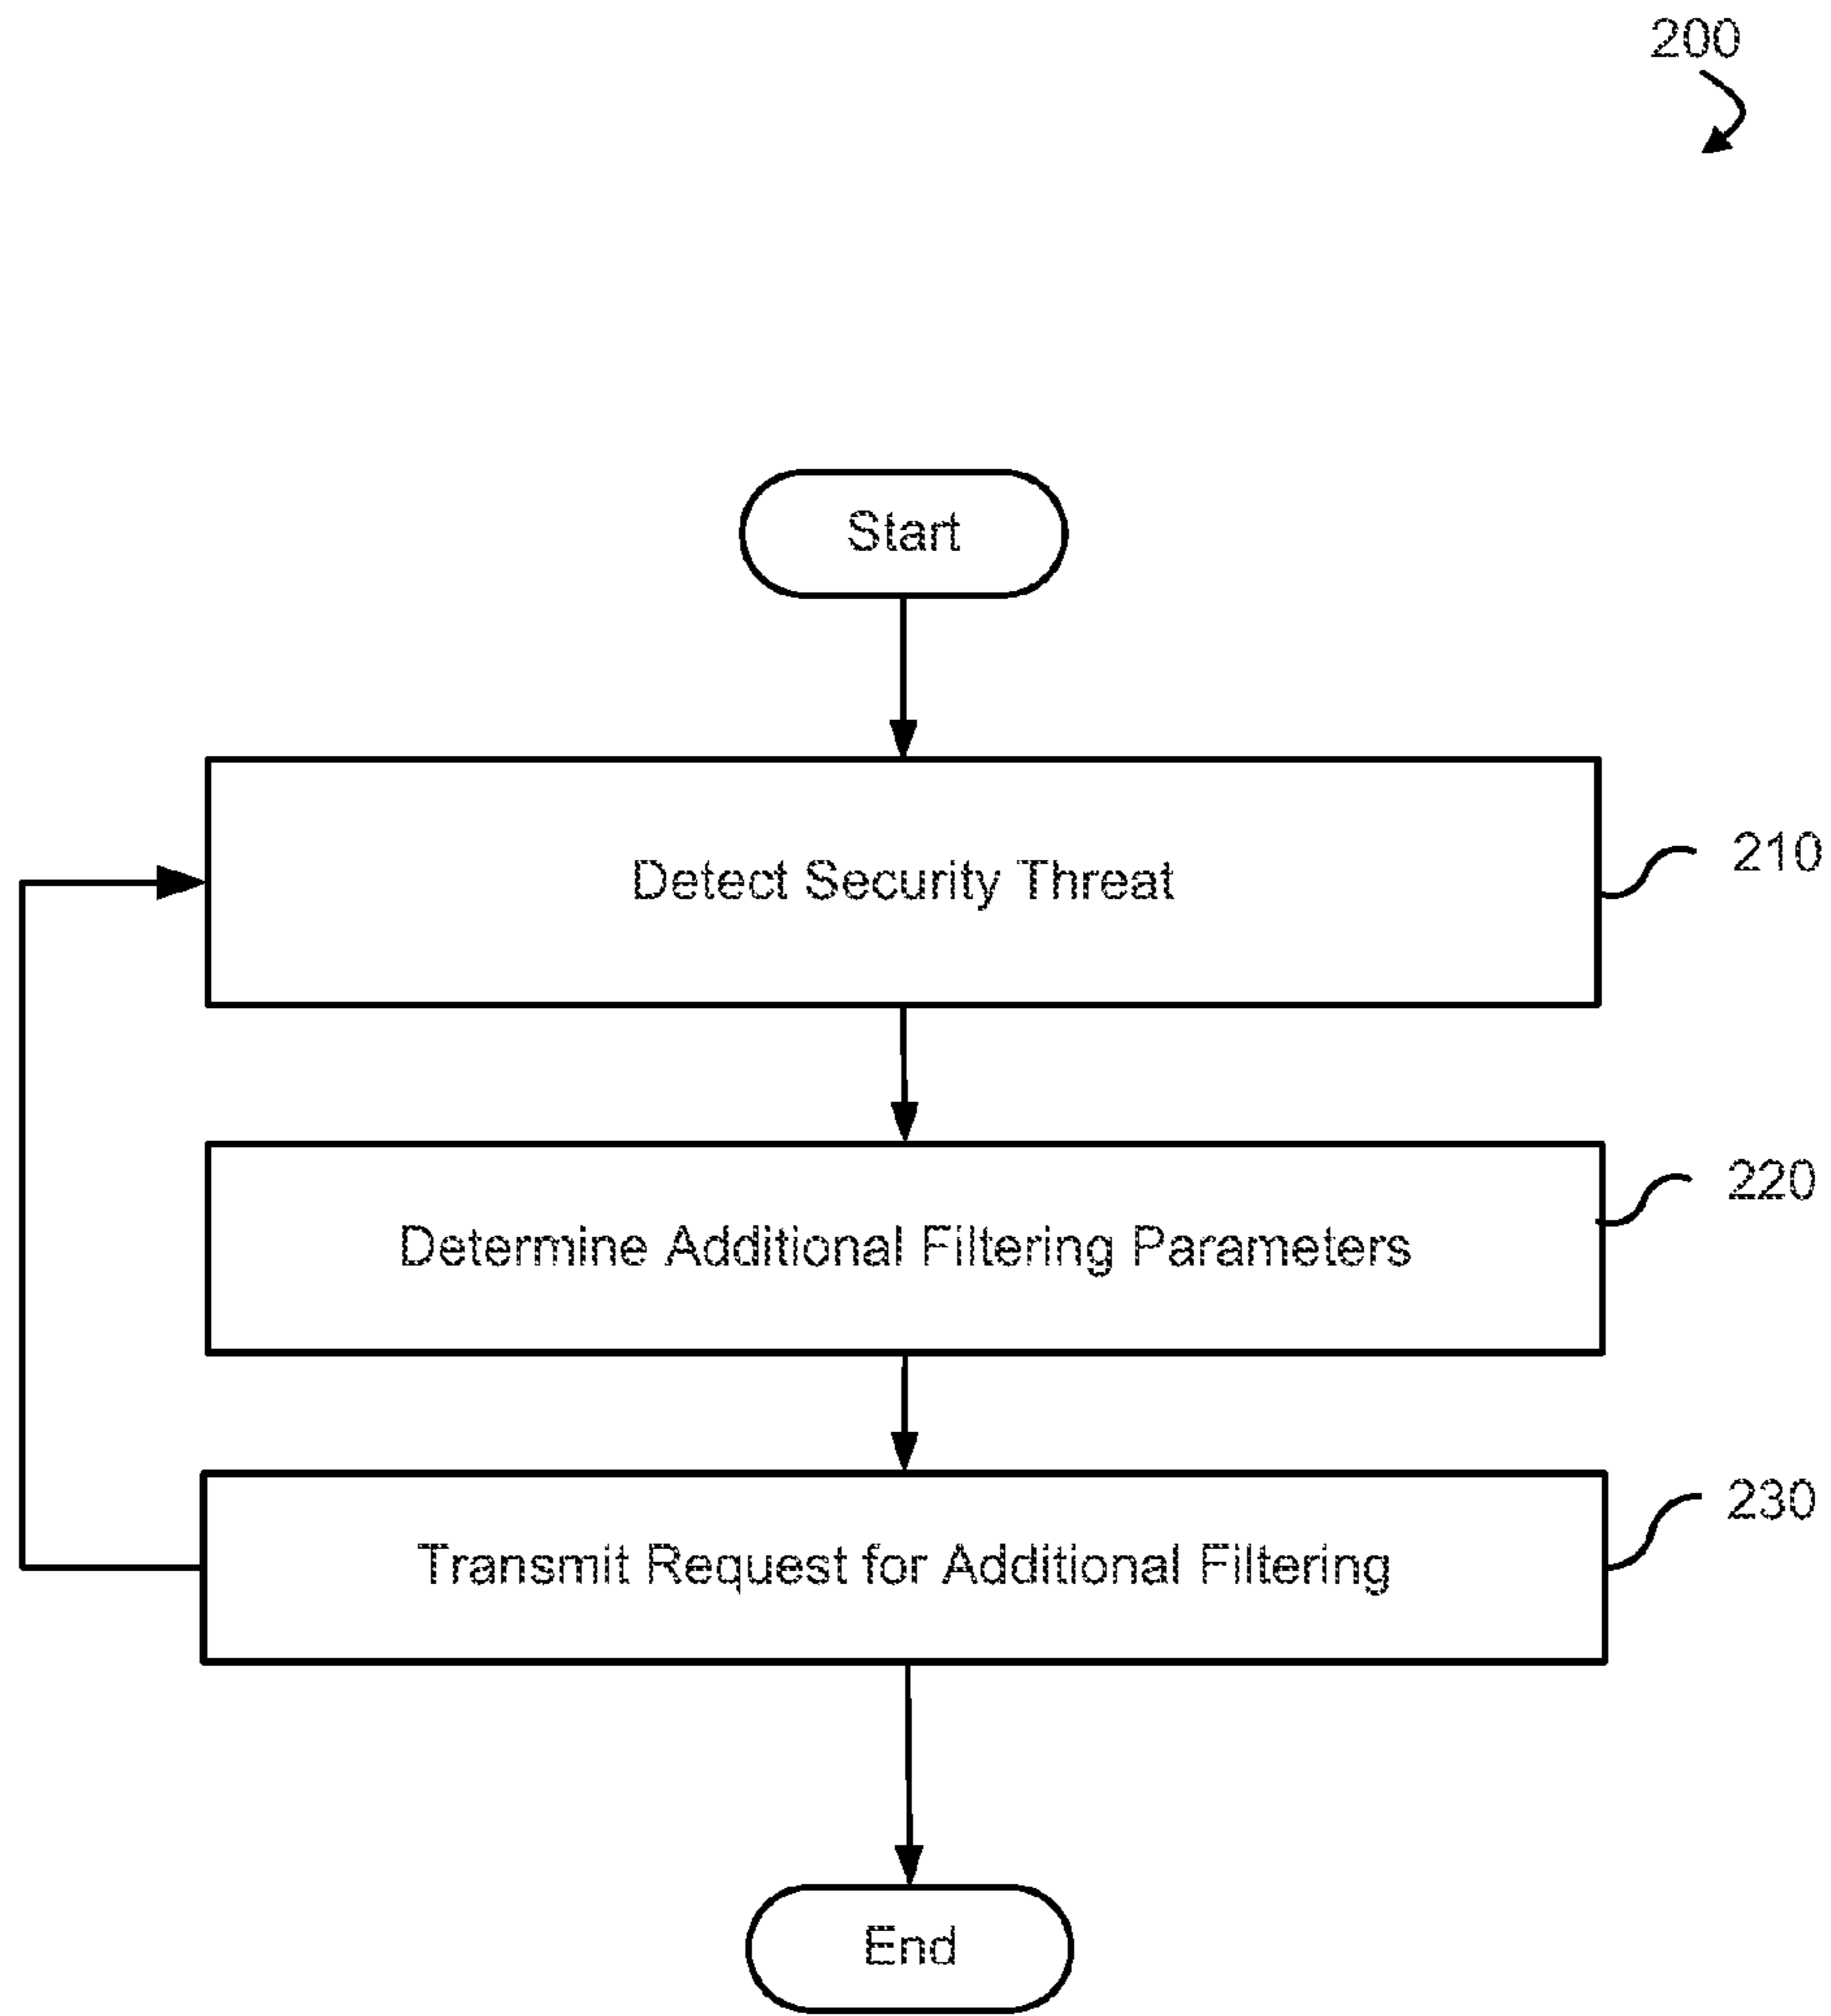 200
Start
Detect Security Threat
210
Determine Additional Filtering Parameters
220
Transmit Request for Additional Filtering
230
End